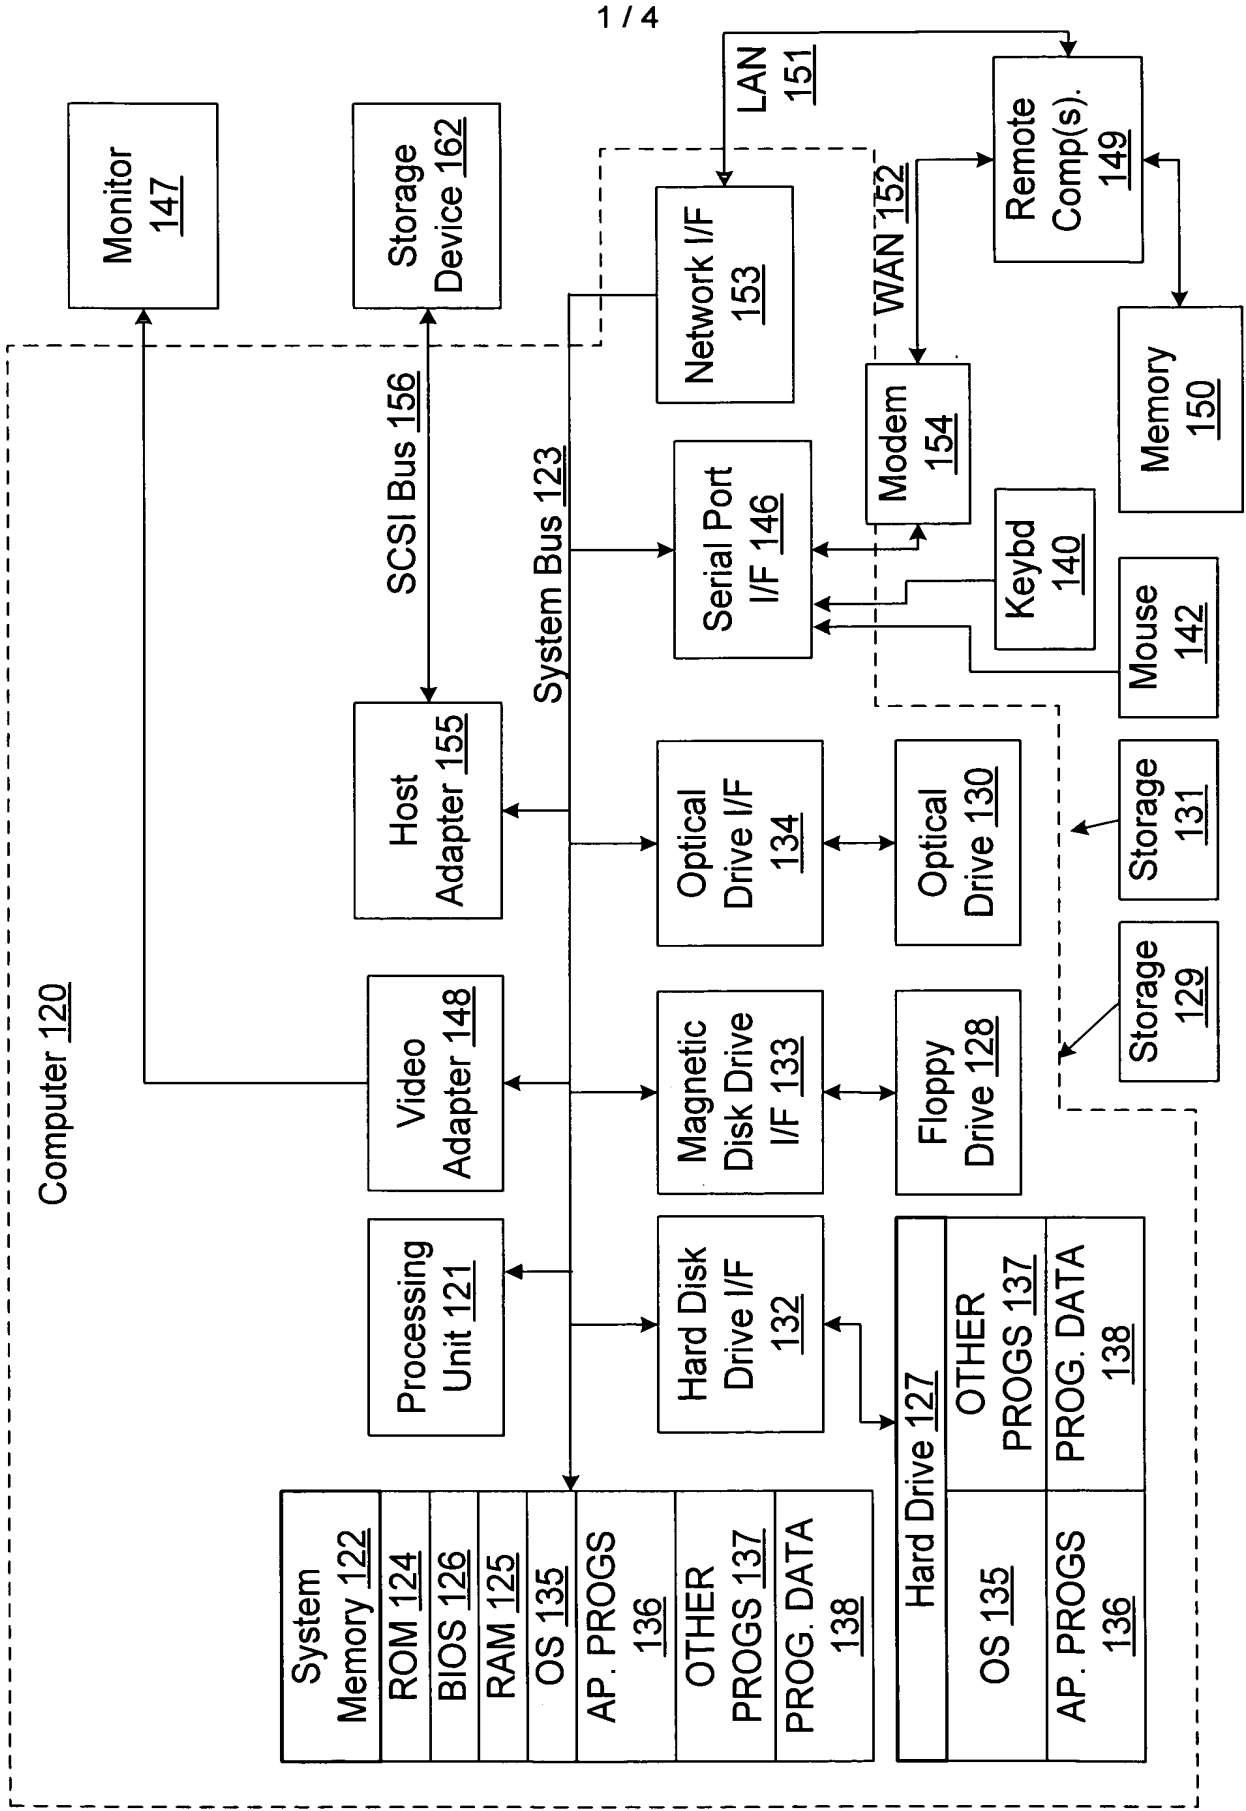 1 / 4
Computer 120
Monitor
147
Storage
Device 162
SCSI Bus 156
Processing
Unit 121
Video
Adapter 148
Host
Adapter 155
System Bus 123
System
Memory 122
ROM 124
BIOS 126
RAM 125
OS 135
AP. PROGS
136
OTHER
PROGS 137
PROG. DATA
138
Hard Disk
Drive I/F
132
Magnetic
Disk Drive
I/F 133
Optical
Drive I/F
134
Serial Port
I/F 146
Network I/F
153
LAN
151
Hard Drive 127
OS 135
OTHER
PROGS 137
AP. PROGS
136
PROG. DATA
138
Floppy
Drive 128
Optical
Drive 130
Modem
154
WAN 152
Remote
Comp(s).
149
Keybd
140
Storage
129
Storage
131
Mouse
142
Memory
150